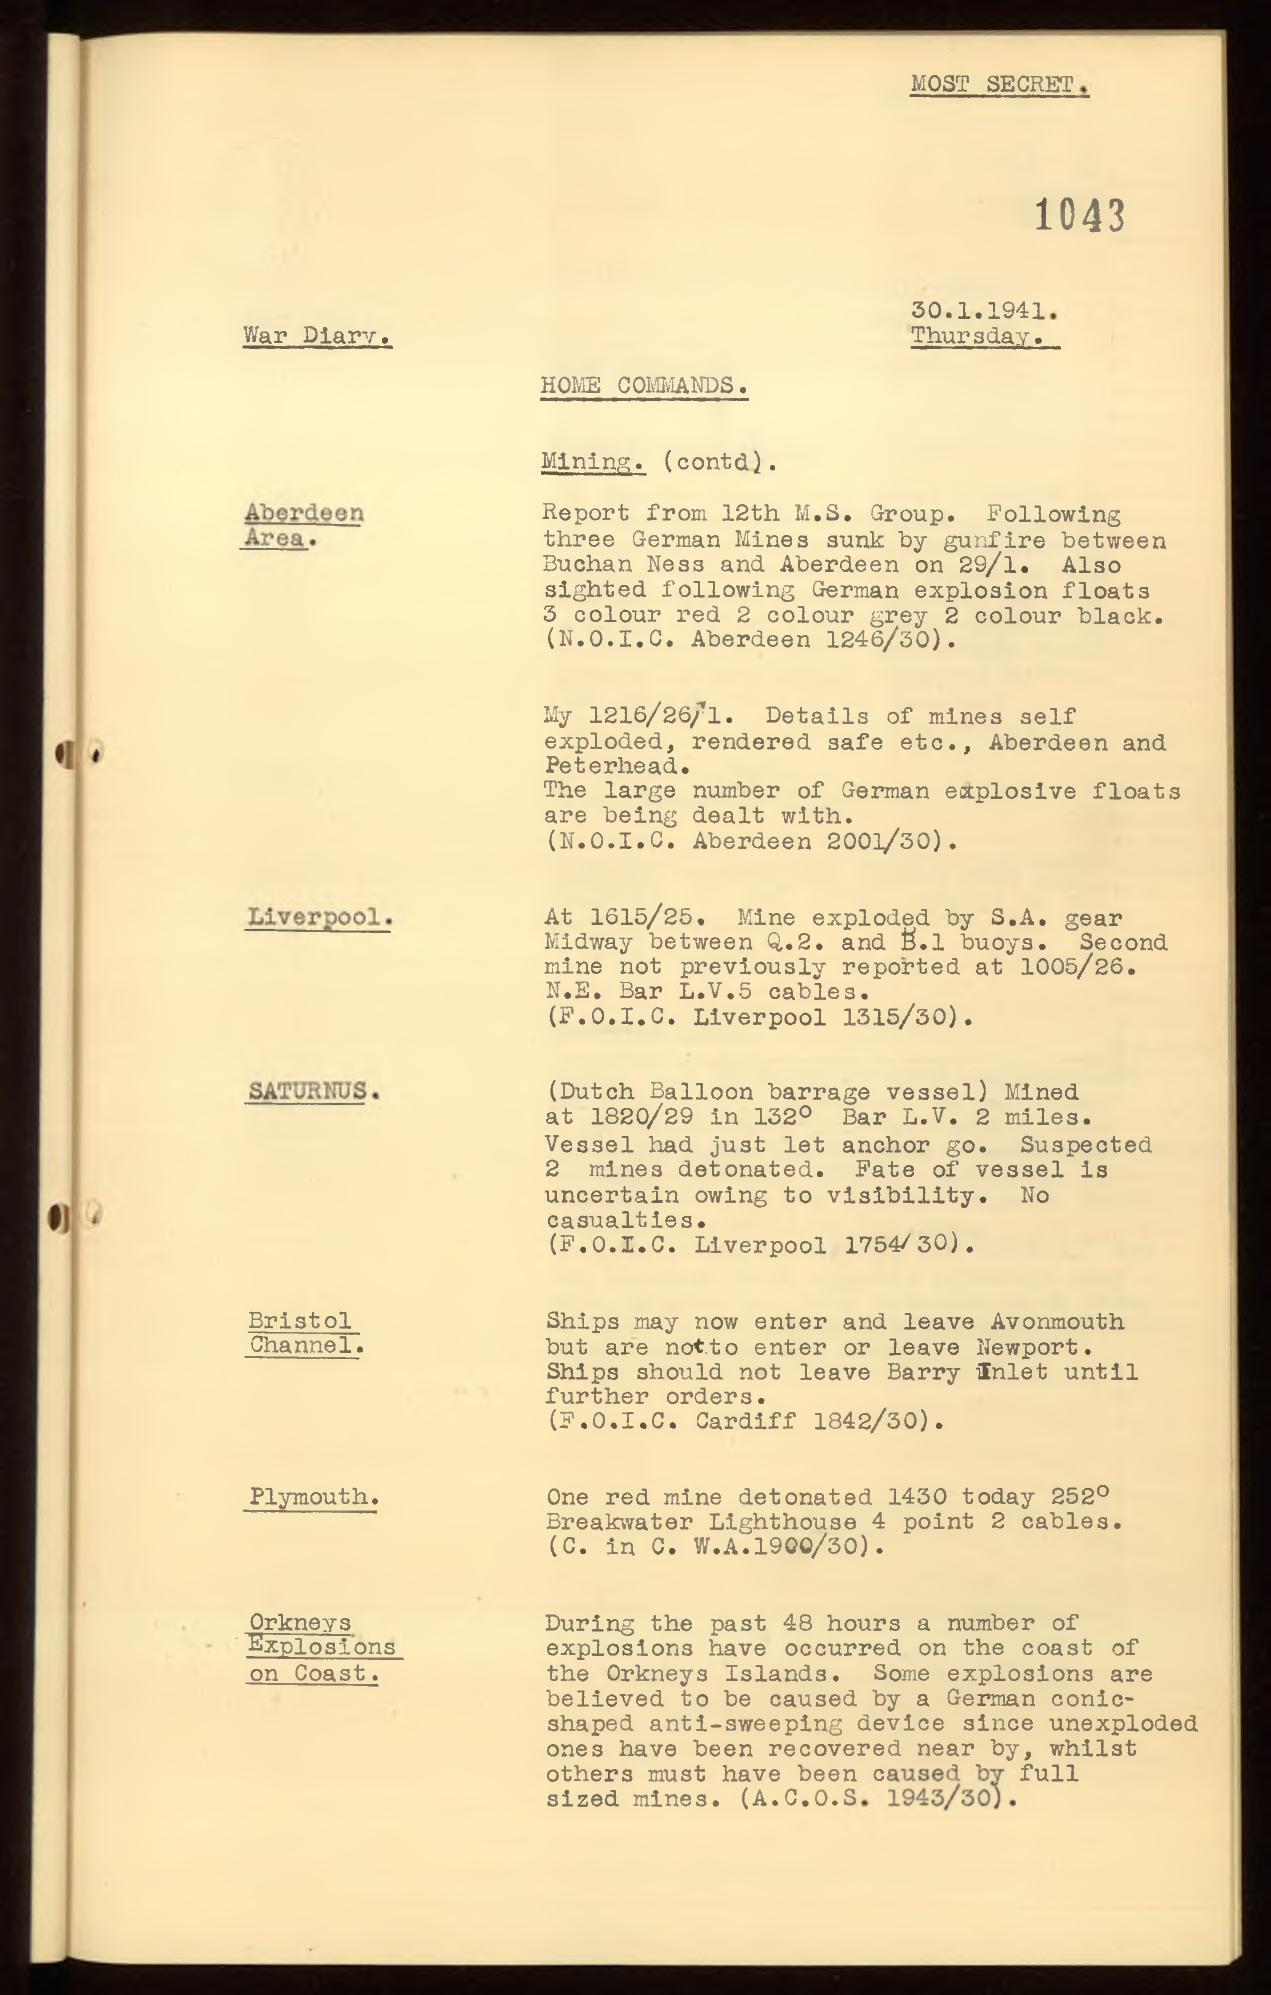 MOST SECRET.
1043
30.1.1941.
War Diary.
Thursday.
HOME COMMANDS.
Mining. (contd).
Aberdeen
Area.
Report from 12th M.S. Group. Following
three German Mines sunk by gunfire between
Buchan Ness and Aberdeen on 29/1. Also
sighted following German explosion floats
3 colour red 2 colour grey 2 colour black.
(N.O.I.C. Aberdeen 1246/30).
My 1216/26/1. Details of mines self
exploded, rendered safe etc., Aberdeen and
Peterhead.
The large number of German explosive floats
are being dealt with.
(N.O.I.C. Aberdeen 2001/30).
Liverpool.
At 1615/25. Mine exploded by S.A. gear
Midway between Q.2. and B.1 buoys. Second
mine not previously reported at 1005/26.
N.E. Bar L.V.5 cables.
(F.O.I.C. Liverpool 1315/30).
SATURNUS.
(Dutch Balloon barrage vessel) Mined
at 1820/29 in 132° Bar L.V. 2 miles.
Vessel had just let anchor go. Suspected
2 mines detonated. Fate of vessel is
uncertain owing to visibility. No
casualties.
(F.O.I.C. Liverpool 1754/30).
Bristol
Channel.
Ships may now enter and leave Avonmouth
but are not to enter or leave Newport.
Ships should not leave Barry Inlet until
further orders.
(F.O.I.C. Cardiff 1842/30).
Plymouth.
One red mine detonated 1430 today 252°
Breakwater Lighthouse 4 point 2 cables.
(C. in C. W.A.1900/30).
Orkneys
Explosions
on Coast.
During the past 48 hours a number of
explosions have occurred on the coast of
the Orkneys Islands. Some explosions are
believed to be caused by a German conic-
shaped anti-sweeping device since unexploded
ones have been recovered near by, whilst
others must have been caused by full
sized mines. (A.C.O.S. 1943/30).